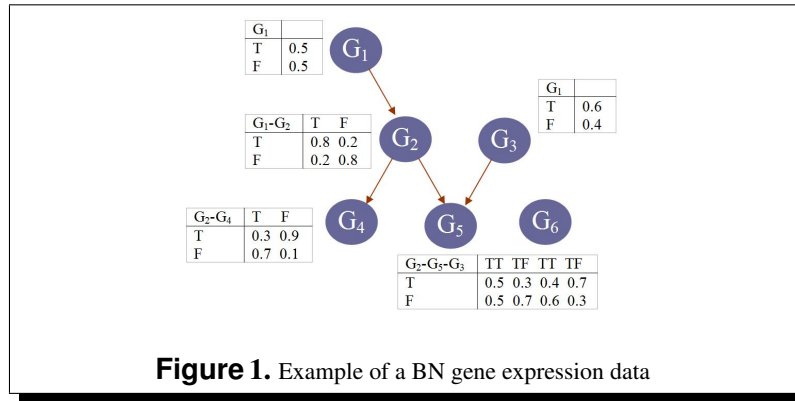 G1
T 0.5
F 0.5
G1
G1
T 0.6
F 0.4
G1-G2 T F
T 0.8 0.2
F 0.2 0.8
G2
G3
G2-G4 T F
T 0.3 0.9
F 0.7 0.1
G4
G5
G6
G2-G5-G3 TT TF TT TF
T 0.5 0.3 0.4 0.7
F 0.5 0.7 0.6 0.3
Figure 1. Example of a BN gene expression data